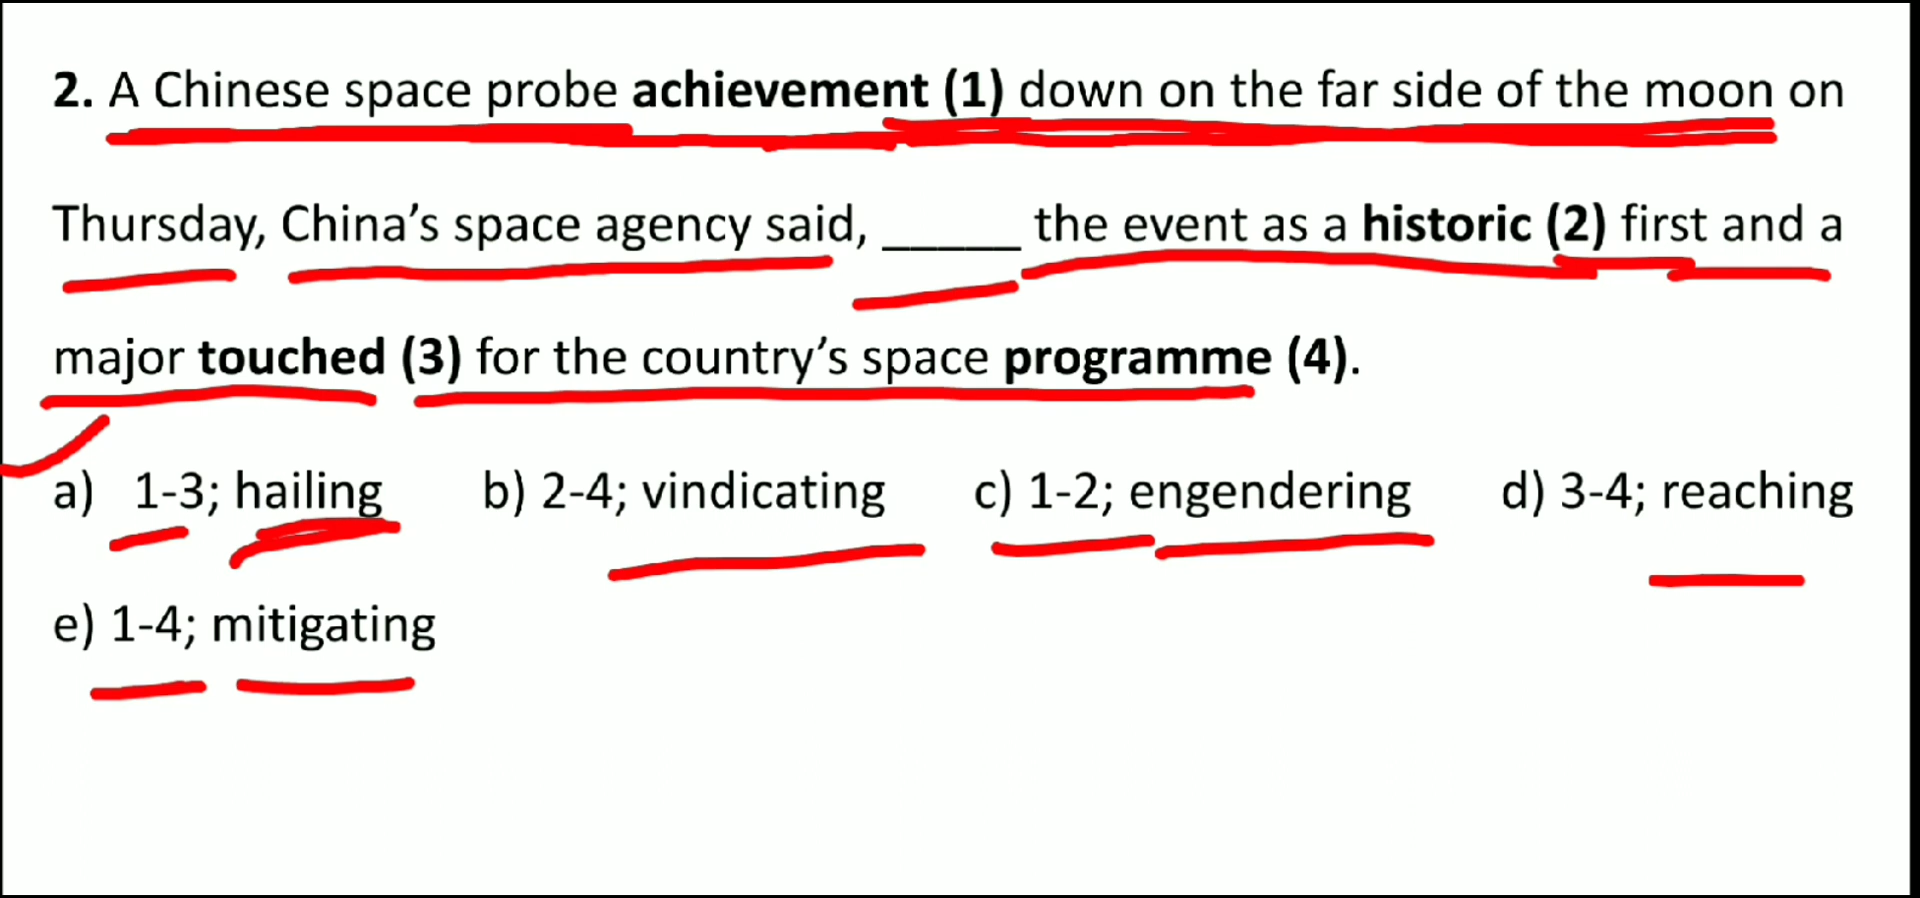 2. A Chinese space probe achievement (1) down on the far side of the moon on
Thursday, China’s space agency said, _____ the event as a historic (2) first and a
major touched (3) for the country’s space programme (4).
a) 1-3; hailing b) 2-4; vindicating c) 1-2; engendering d) 3-4; reaching
e) 1-4; mitigating